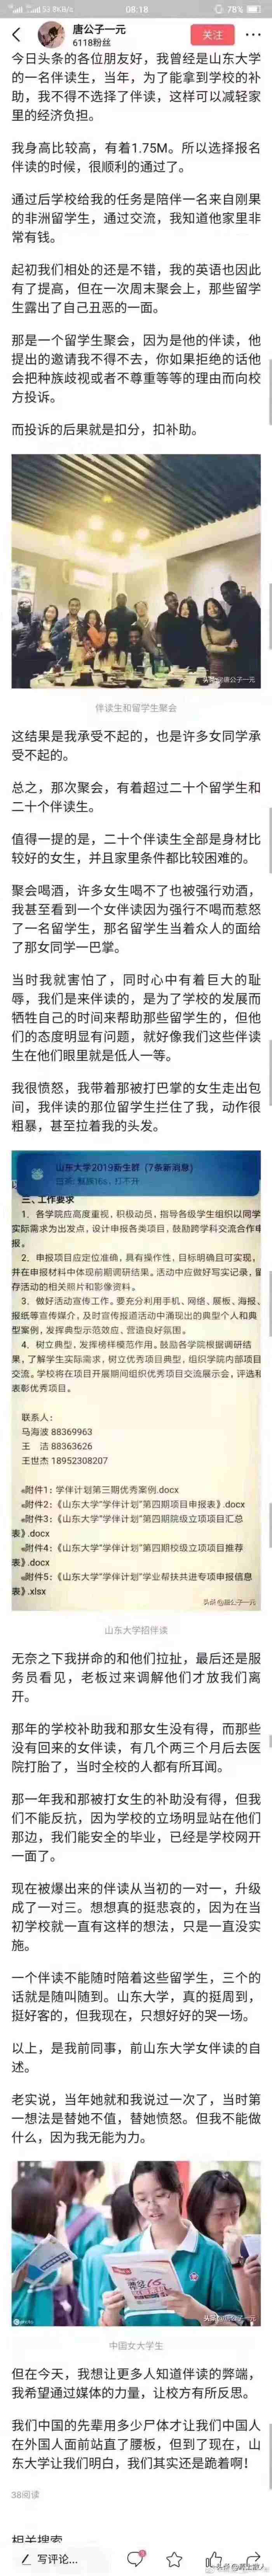 53.9KB/s
08:18
78%
唐公子一元
6118粉丝
关注
今日头条的各位朋友好，我曾经是山东大学
的一名伴读生，当年，为了能拿到学校的补
助，我不得不选择了伴读，这样可以减轻家
里的经济负担。
我身高比较高，有着1.75M。所以选择报名
伴读的时候，很顺利的通过了。
通过后学校给我的任务是陪伴一名来自刚果
的非洲留学生，通过交流，我知道他家里非
常有钱。
起初我们相处的还是不错，我的英语也因此
有了提高，但在一次周末聚会上，那些留学
生露出了自己丑恶的一面。
那是一个留学生聚会，因为是他的伴读，他
提出的邀请我不得不去，你如果拒绝的话他
会把种族歧视或者不尊重等等的理由而向校
方投诉。
而投诉的后果就是扣分，扣补助。
头条@唐公子一元
伴读生和留学生聚会
这结果是我承受不起的，也是许多女同学承
受不起的。
总之，那次聚会，有着超过二十个留学生和
二十个伴读生。
值得一提的是，二十个伴读生全部是身材比
较好的女生，并且家里条件都比较困难的。
聚会喝酒，许多女生喝不了也被强行劝酒，
我甚至看到一个女伴读因为强行不喝而惹怒
了一名留学生，那名留学生当着众人的面给
了那女同学一巴掌。
当时我就害怕了，同时心中有着巨大的耻
辱，我们是来伴读的，是为了学校的发展而
牺牲自己的时间来帮助那些留学生的，但他
们的态度明显有问题，就好像我们这些伴读
生在他们眼里就是低人一等。
我很愤怒，我带着那被打巴掌的女生走出包
间，我伴读的那位留学生拦住了我，动作很
粗暴，甚至拉着我的头发。
山东大学2019新生群 (7条新消息)
三、工作要求
1. 各学院应高度重视，积极动员，指导各级学生组织以同学
实际需求为出发点，设计申报各类项目，鼓励跨学科交流合作申
报。
2. 申报项目应定位准确，具有操作性，目标明确且可实现，
并在申报材料中体现前期调研结果。活动中应做好写实记录，留
存活动的相关照片和影像资料。
3. 做好活动宣传工作。要充分利用手机、网络、展板、海报、
报纸等宣传媒介，及时宣传报道活动中涌现出的典型个人和典
型案例，发挥典型示范效应，营造良好氛围。
4. 树立典型，发挥榜样模范作用。鼓励各学院根据调研结
果，了解学生实际需求，树立优秀项目典型，组织学院内部项目
交流。学校将在项目开展期间组织优秀项目交流展示会，评选和
表彰优秀项目。
联系人：
马海波 88369963
王 洁 88363626
王世杰 18952308207
附件1：学伴计划第三期优秀案例.docx
附件2：《山东大学“学伴计划”第四期项目申报表》.docx
附件3：《山东大学“学伴计划”第四期院级立项项目汇总
表》.docx
附件4：《山东大学“学伴计划”第四期校级立项项目推荐
表》.docx
附件5：《山东大学“学伴计划”学业帮扶共进专项申报信息
表》.xlsx
头条@唐公子一元
山东大学招伴读
无奈之下我拼命的和他们拉扯，最后还是服
务员看见，老板过来调解他们才放我们离
开。
那年的学校补助我和那女生没有得，而那些
没有回来的女伴读，有几个两三个月后去医
院打胎了，当时全校的人都有所耳闻。
那一年我和那被打女生的补助没有得，但我
们不能反抗，因为学校的立场明显站在他们
那边，我们能安全的毕业，已经是学校网开
一面了。
现在被爆出来的伴读从当初的一对一，升级
成了一对三。想想真的挺悲哀的，因为在当
初学校就一直有这样的想法，只是一直没实
施。
一个伴读不能随时陪着这些留学生，三个的
话就是随叫随到。山东大学，真的挺周到，
挺好客的，但我现在，只想好好的哭一场。
以上，是我前同事，前山东大学女伴读的自
述。
老实说，当年她就和我说过一次了，当时第
一想法是替她不值，替她愤怒。但我不能做
什么，因为我无能为力。
头条@唐公子一元
中国女大学生
但在今天，我想让更多人知道伴读的弊端，
我希望通过媒体的力量，让校方有所反思。
我们中国的先辈用多少尸体才让我们中国人
在外国人面前站直了腰板，但到了现在，山
东大学让我们明白，我们其实还是跪着啊！
38阅读
相关搜索
写评论...